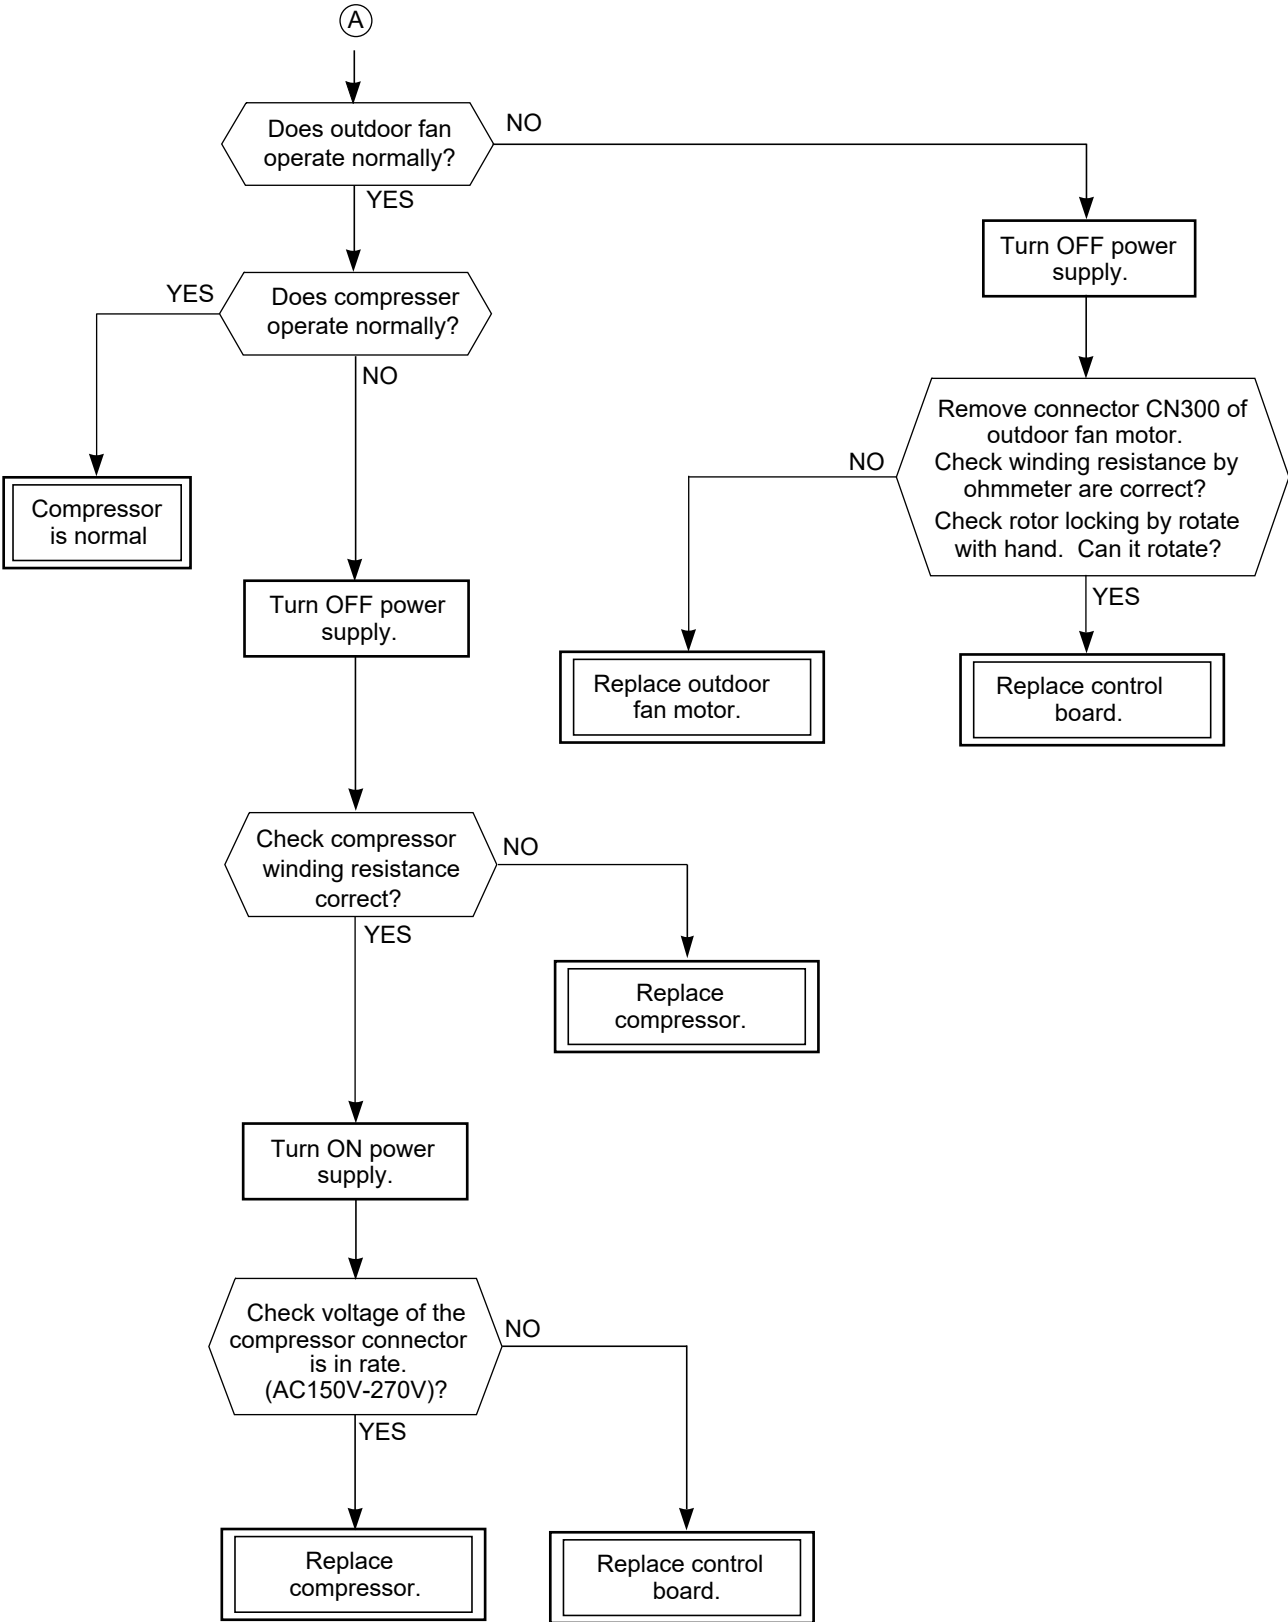 A
Does outdoor fan
operate normally?
NO
YES
Turn OFF power
supply.
YES
Does compresser
operate normally?
NO
Remove connector CN300 of
outdoor fan motor.
Check winding resistance by
ohmmeter are correct?
Check rotor locking by rotate
with hand. Can it rotate?
NO
YES
Compressor
is normal
Turn OFF power
supply.
Replace outdoor
fan motor.
Replace control
board.
Check compressor
winding resistance
correct?
NO
YES
Replace
compressor.
Turn ON power
supply.
Check voltage of the
compressor connector
is in rate.
(AC150V-270V)?
NO
YES
Replace
compressor.
Replace control
board.